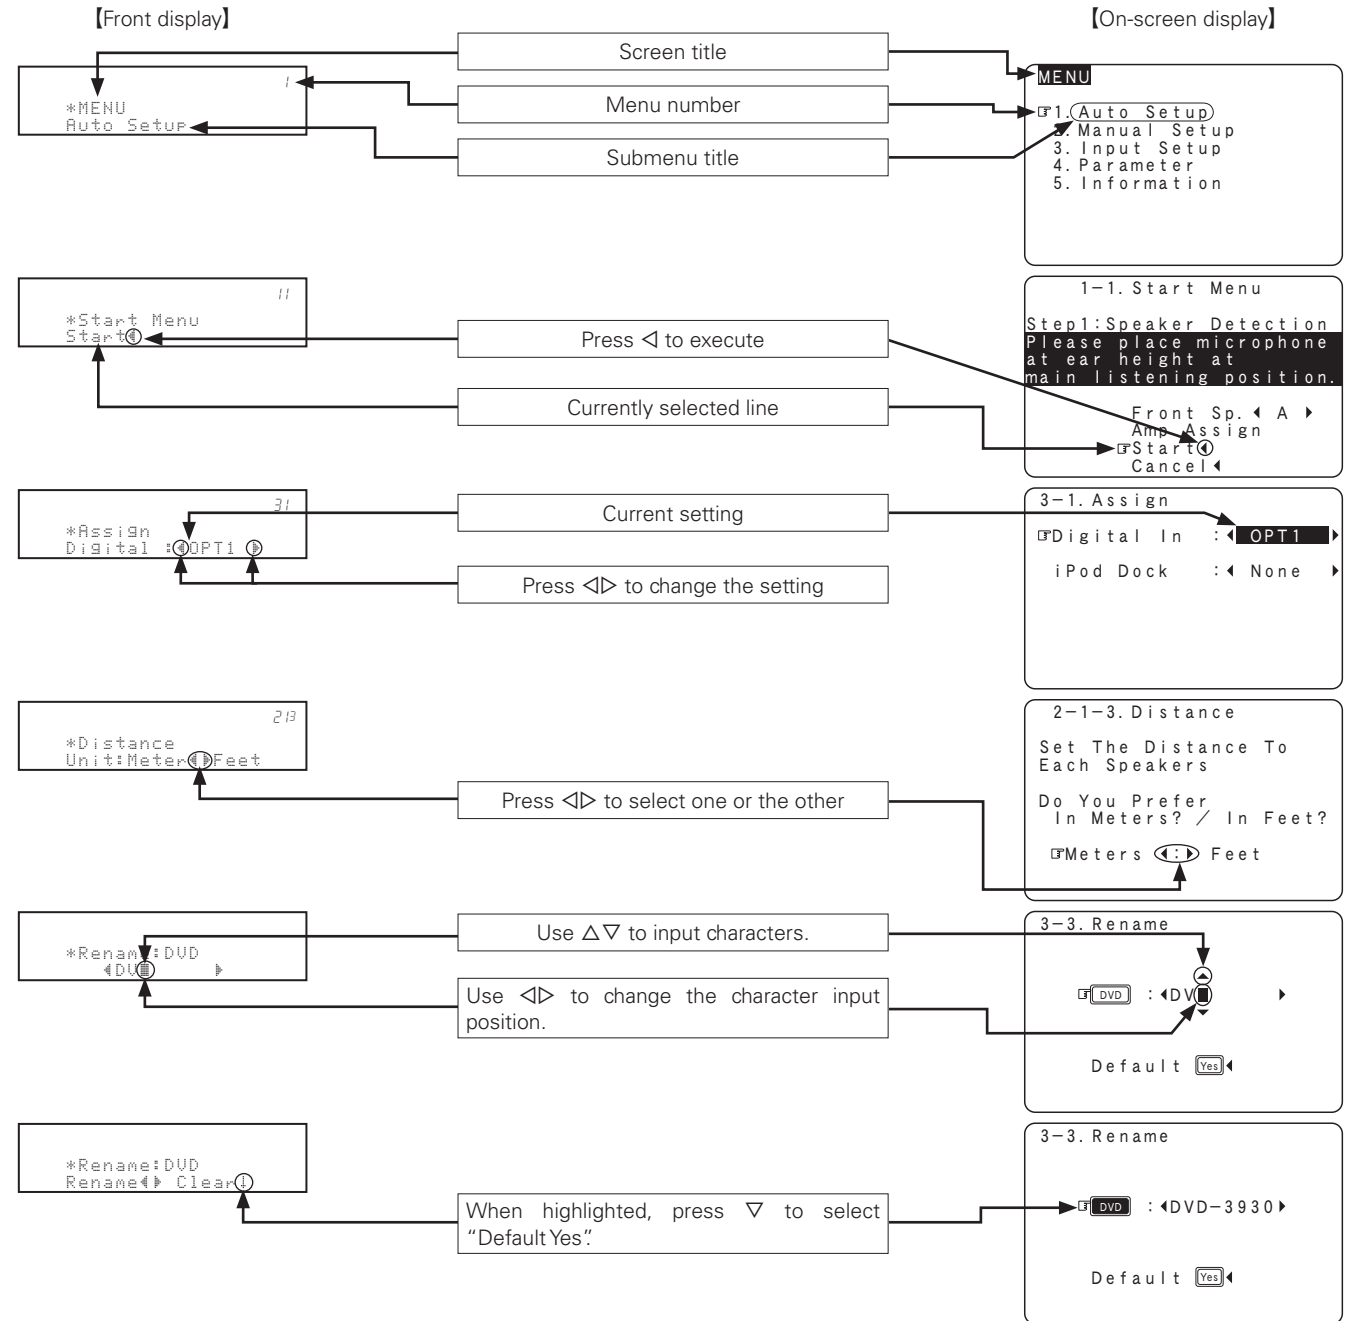 【Front display】
【On-screen display】
Screen title
Menu number
Submenu title
1
*MENU
Auto Setup
MENU
☞1. Auto Setup
2. Manual Setup
3. Input Setup
4. Parameter
5. Information
11
*Start Menu
Start◀
Press ◁ to execute
Currently selected line
1-1. Start Menu
Step1:Speaker Detection
Please place microphone
at ear height at
main listening position.
Front Sp.◀ A ▶
Amp Assign
☞Start◀
Cancel◀
31
*Assign
Digital :◀OPT1 ▶
Current setting
Press ◁▷ to change the setting
3-1. Assign
☞Digital In :◀ OPT1 ▶
iPod Dock :◀ None ▶
213
*Distance
Unit:Meter◀▶Feet
Press ◁▷ to select one or the other
2-1-3. Distance
Set The Distance To
Each Speakers
Do You Prefer
In Meters? / In Feet?
☞Meters ◀:▶ Feet
*Rename:DVD
◀DV■ ▶
Use △▽ to input characters.
Use ◁▷ to change the character input
position.
3-3. Rename
☞DVD :◀DV■ ▶
Default Yes◀
*Rename:DVD
Rename◀▶ Clear↓
When highlighted, press ▽ to select
“Default Yes”.
3-3. Rename
☞DVD :◀DVD-3930▶
Default Yes◀